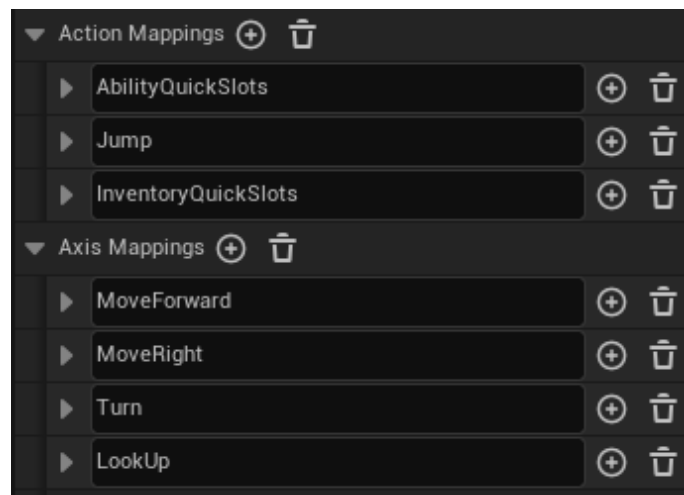 Action Mappings
AbilityQuickSlots
Jump
InventoryQuickSlots
Axis Mappings
MoveForward
MoveRight
Turn
LookUp